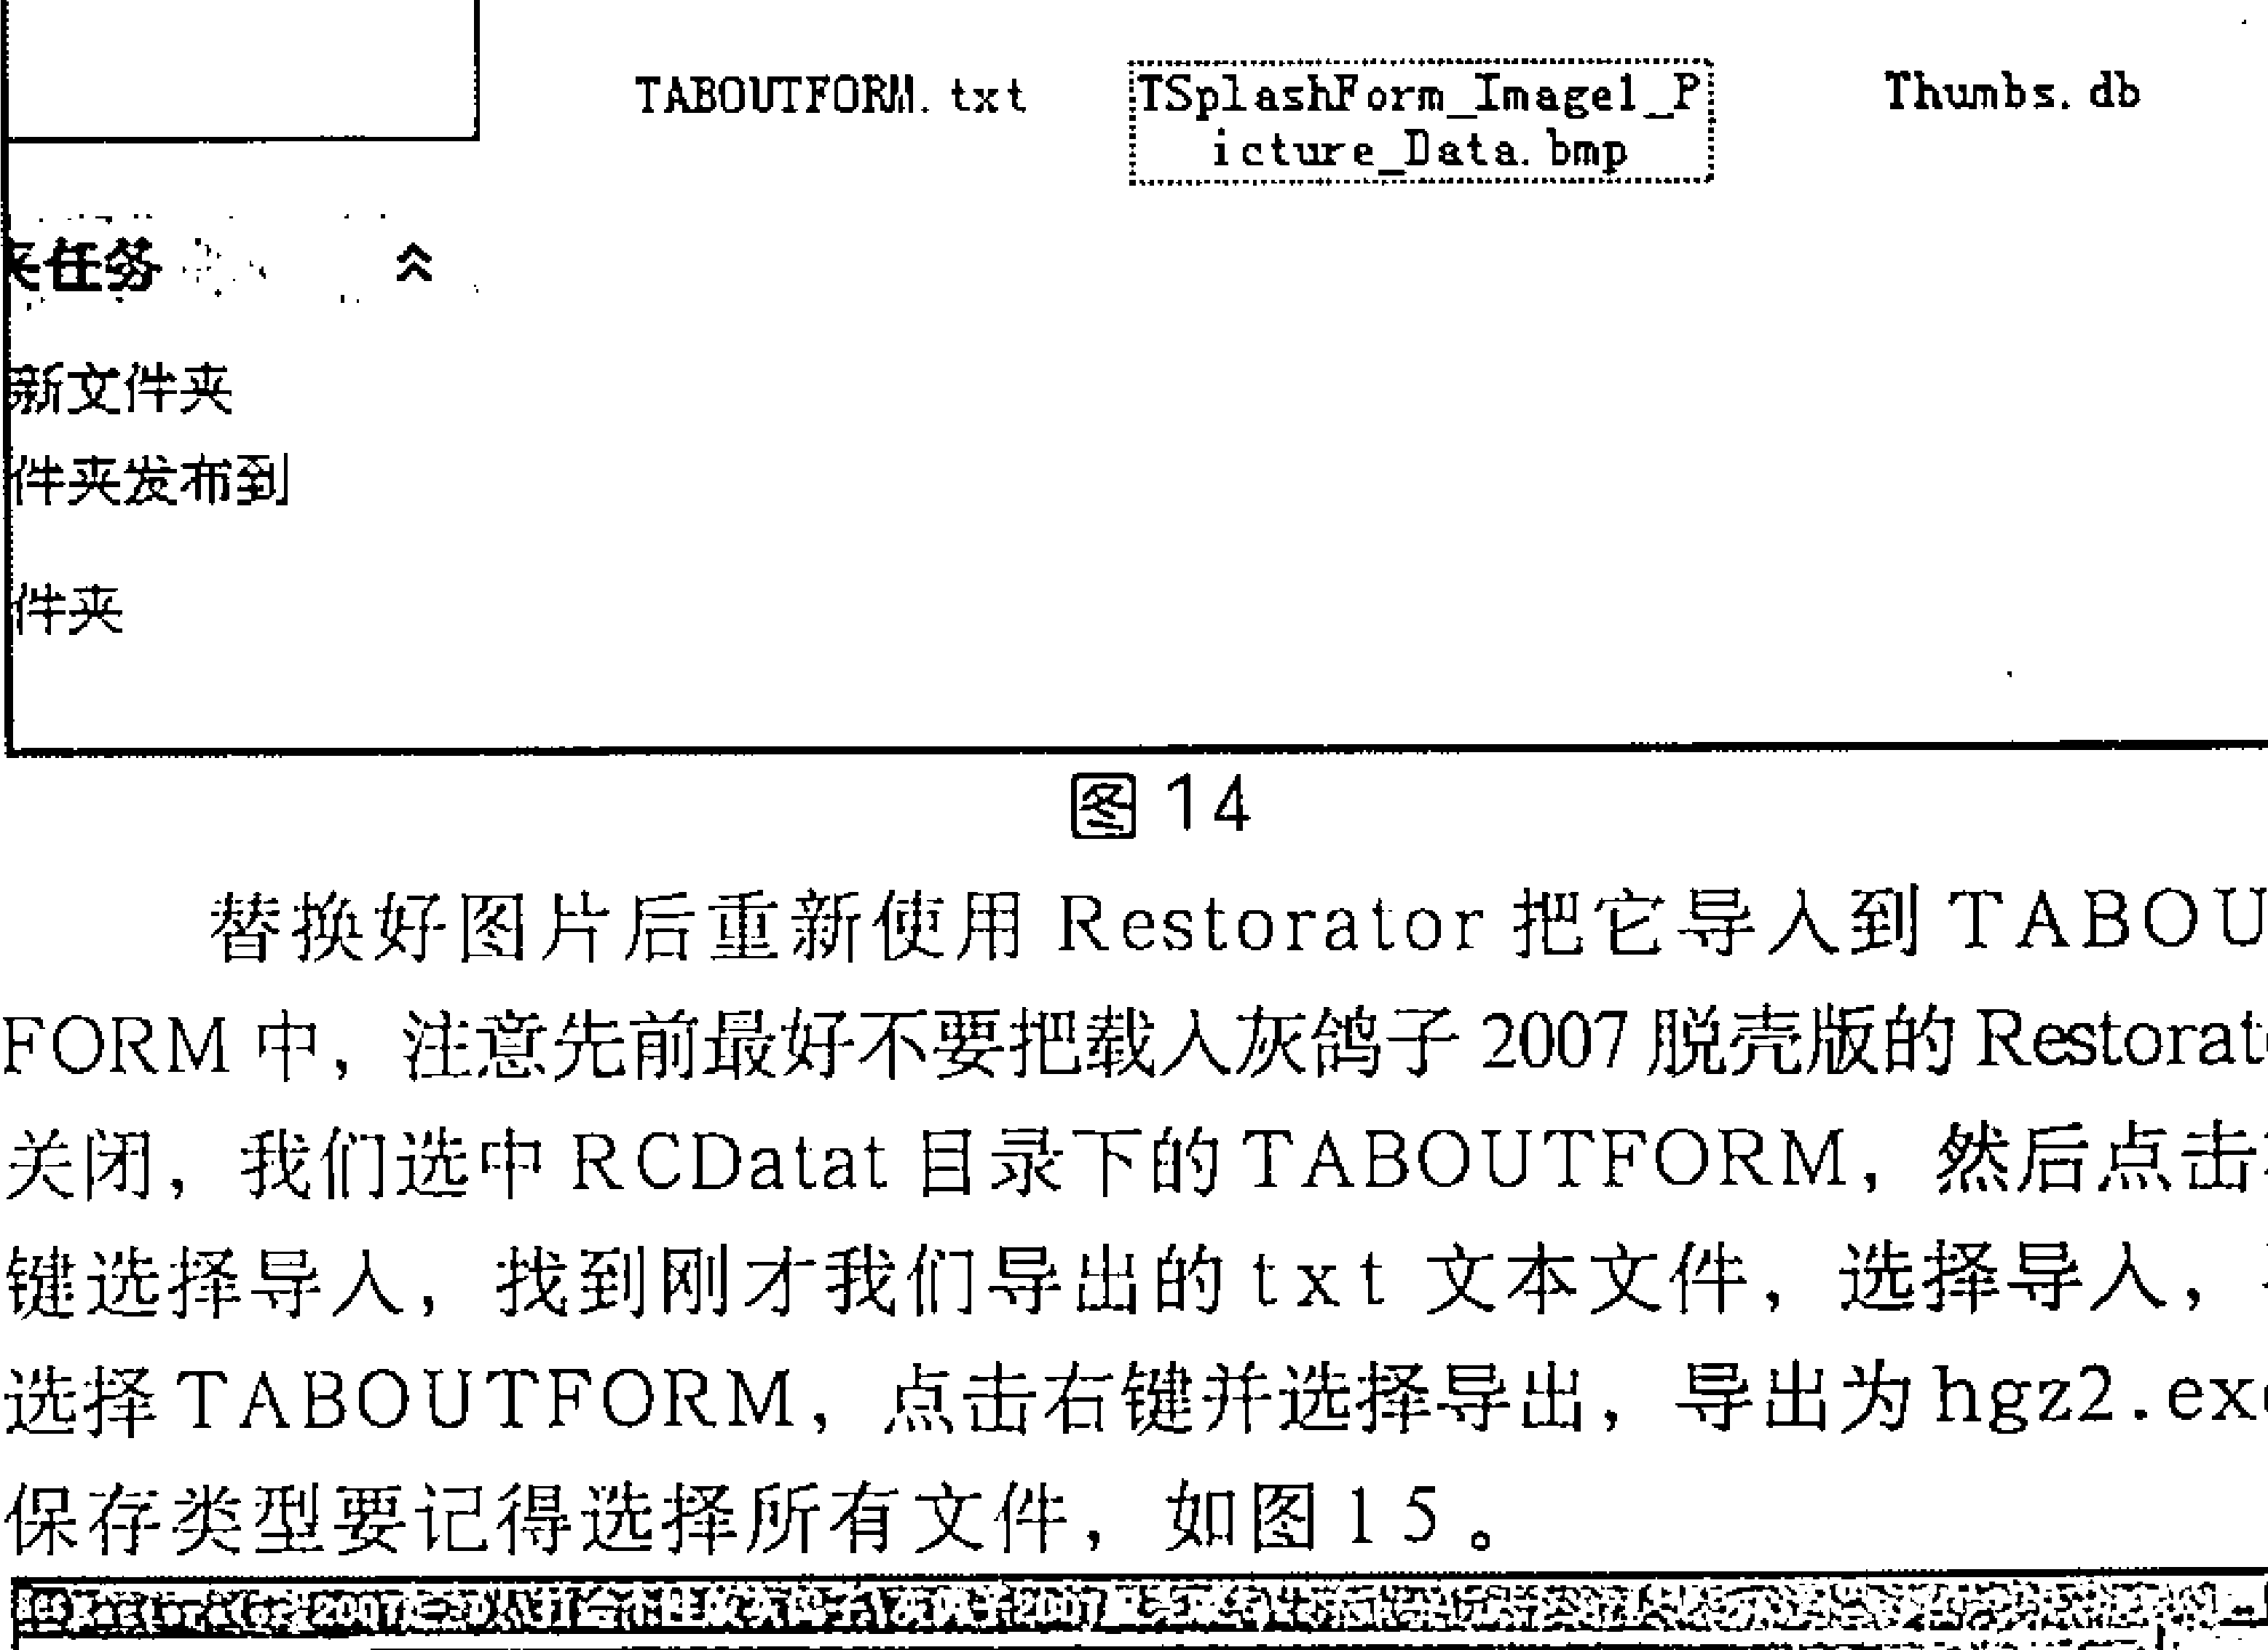 TABOUTFORM.txt
TSplashForm_Image1_P
icture_Data.bmp
Thumbs.db
夹任务
新文件夹
件夹发布到
件夹
图14
替换好图片后重新使用 Restorator 把它导入到 TABOU
FORM 中，注意先前最好不要把载入灰鸽子 2007 脱壳版的 Restorat
关闭，我们选中 RCDatat 目录下的 TABOUTFORM，然后点击
键选择导入，找到刚才我们导出的 txt 文本文件，选择导入，
选择 TABOUTFORM，点击右键并选择导出，导出为 hgz2.exe
保存类型要记得选择所有文件，如图15。